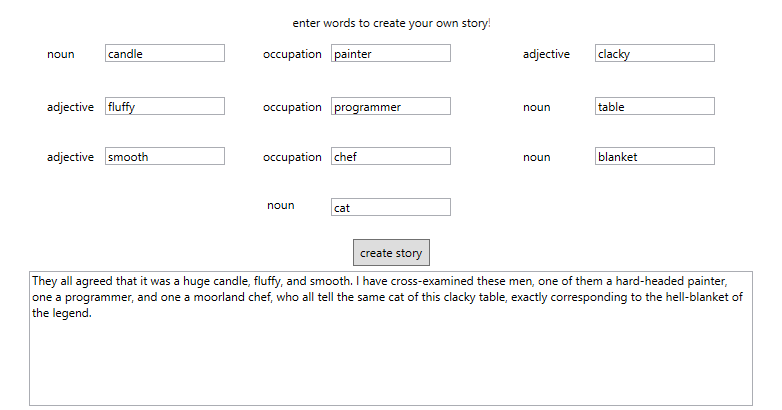 enter words to create your own story!
noun candle occupation painter adjective clacky
adjective fluffy occupation programmer noun table
adjective smooth occupation chef noun blanket
noun cat
create story
They all agreed that it was a huge candle, fluffy, and smooth. I have cross-examined these men, one of them a hard-headed painter,
one a programmer, and one a moorland chef, who all tell the same cat of this clacky table, exactly corresponding to the hell-blanket of
the legend.